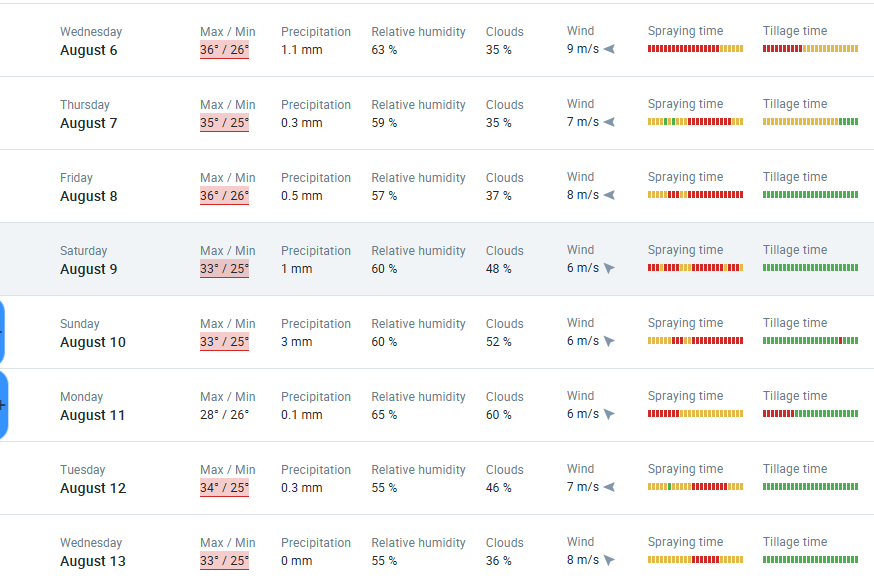 Wednesday Max / Min Precipitation Relative humidity Clouds Wind Spraying time Tillage time
August 6 36° / 26° 1.1 mm 63 % 35 % 9 m/s
Thursday Max / Min Precipitation Relative humidity Clouds Wind Spraying time Tillage time
August 7 35° / 25° 0.3 mm 59 % 35 % 7 m/s
Friday Max / Min Precipitation Relative humidity Clouds Wind Spraying time Tillage time
August 8 36° / 26° 0.5 mm 57 % 37 % 8 m/s
Saturday Max / Min Precipitation Relative humidity Clouds Wind Spraying time Tillage time
August 9 33° / 25° 1 mm 60 % 48 % 6 m/s
Sunday Max / Min Precipitation Relative humidity Clouds Wind Spraying time Tillage time
August 10 33° / 25° 3 mm 60 % 52 % 6 m/s
Monday Max / Min Precipitation Relative humidity Clouds Wind Spraying time Tillage time
August 11 28° / 26° 0.1 mm 65 % 60 % 6 m/s
Tuesday Max / Min Precipitation Relative humidity Clouds Wind Spraying time Tillage time
August 12 34° / 25° 0.3 mm 55 % 46 % 7 m/s
Wednesday Max / Min Precipitation Relative humidity Clouds Wind Spraying time Tillage time
August 13 33° / 25° 0 mm 55 % 36 % 8 m/s